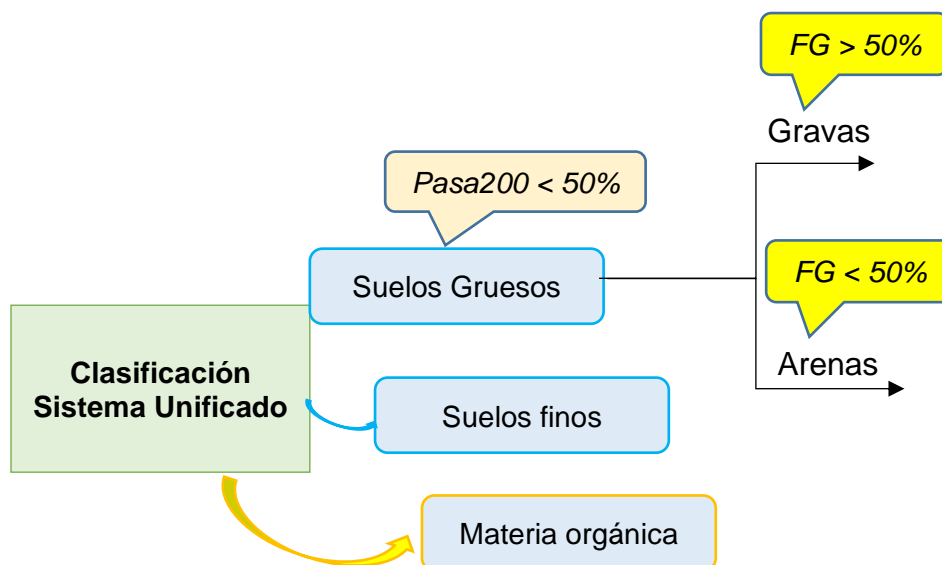 FG > 50%
Gravas
Pasa200 < 50%
FG < 50%
Suelos Gruesos
Arenas
Clasificación
Sistema Unificado
Suelos finos
Materia orgánica